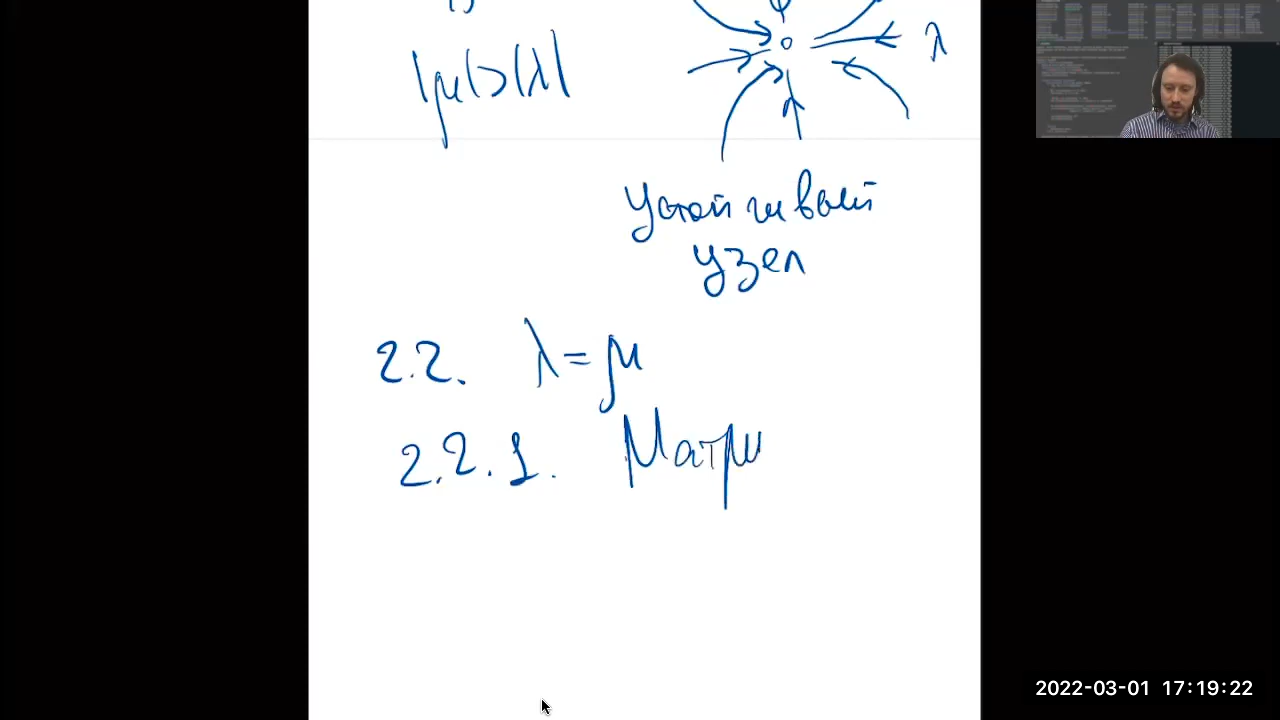 |μ|>|λ|
λ
Устойчивый
узел
2.2. λ=μ
2.2.1. Матри
2022-03-01 17:19:22